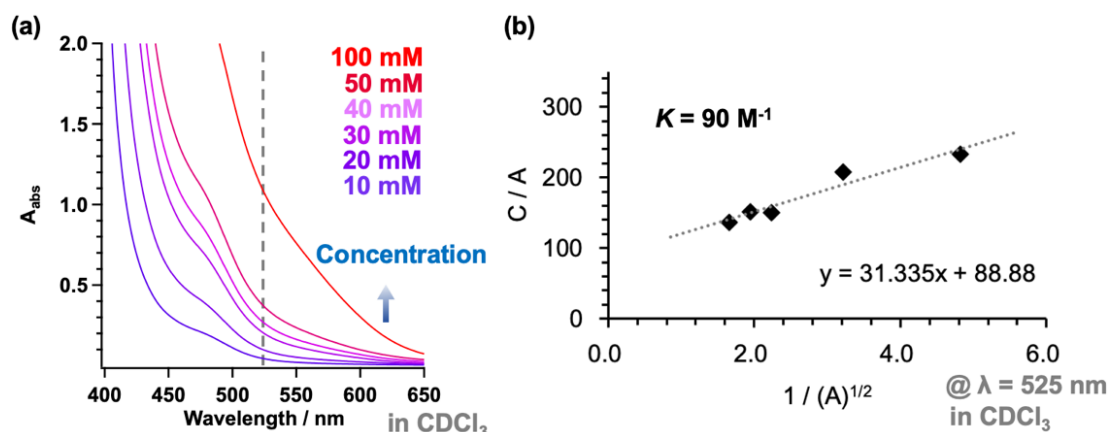 (a)
2.0
1.5
1.0
0.5
A_abs
100 mM
50 mM
40 mM
30 mM
20 mM
10 mM
Concentration
400 450 500 550 600 650
Wavelength / nm
in CDCl₃
(b)
300
200
100
0
C / A
K = 90 M⁻¹
y = 31.335x + 88.88
0.0 2.0 4.0 6.0
1 / (A)^1/2
@ λ = 525 nm
in CDCl₃